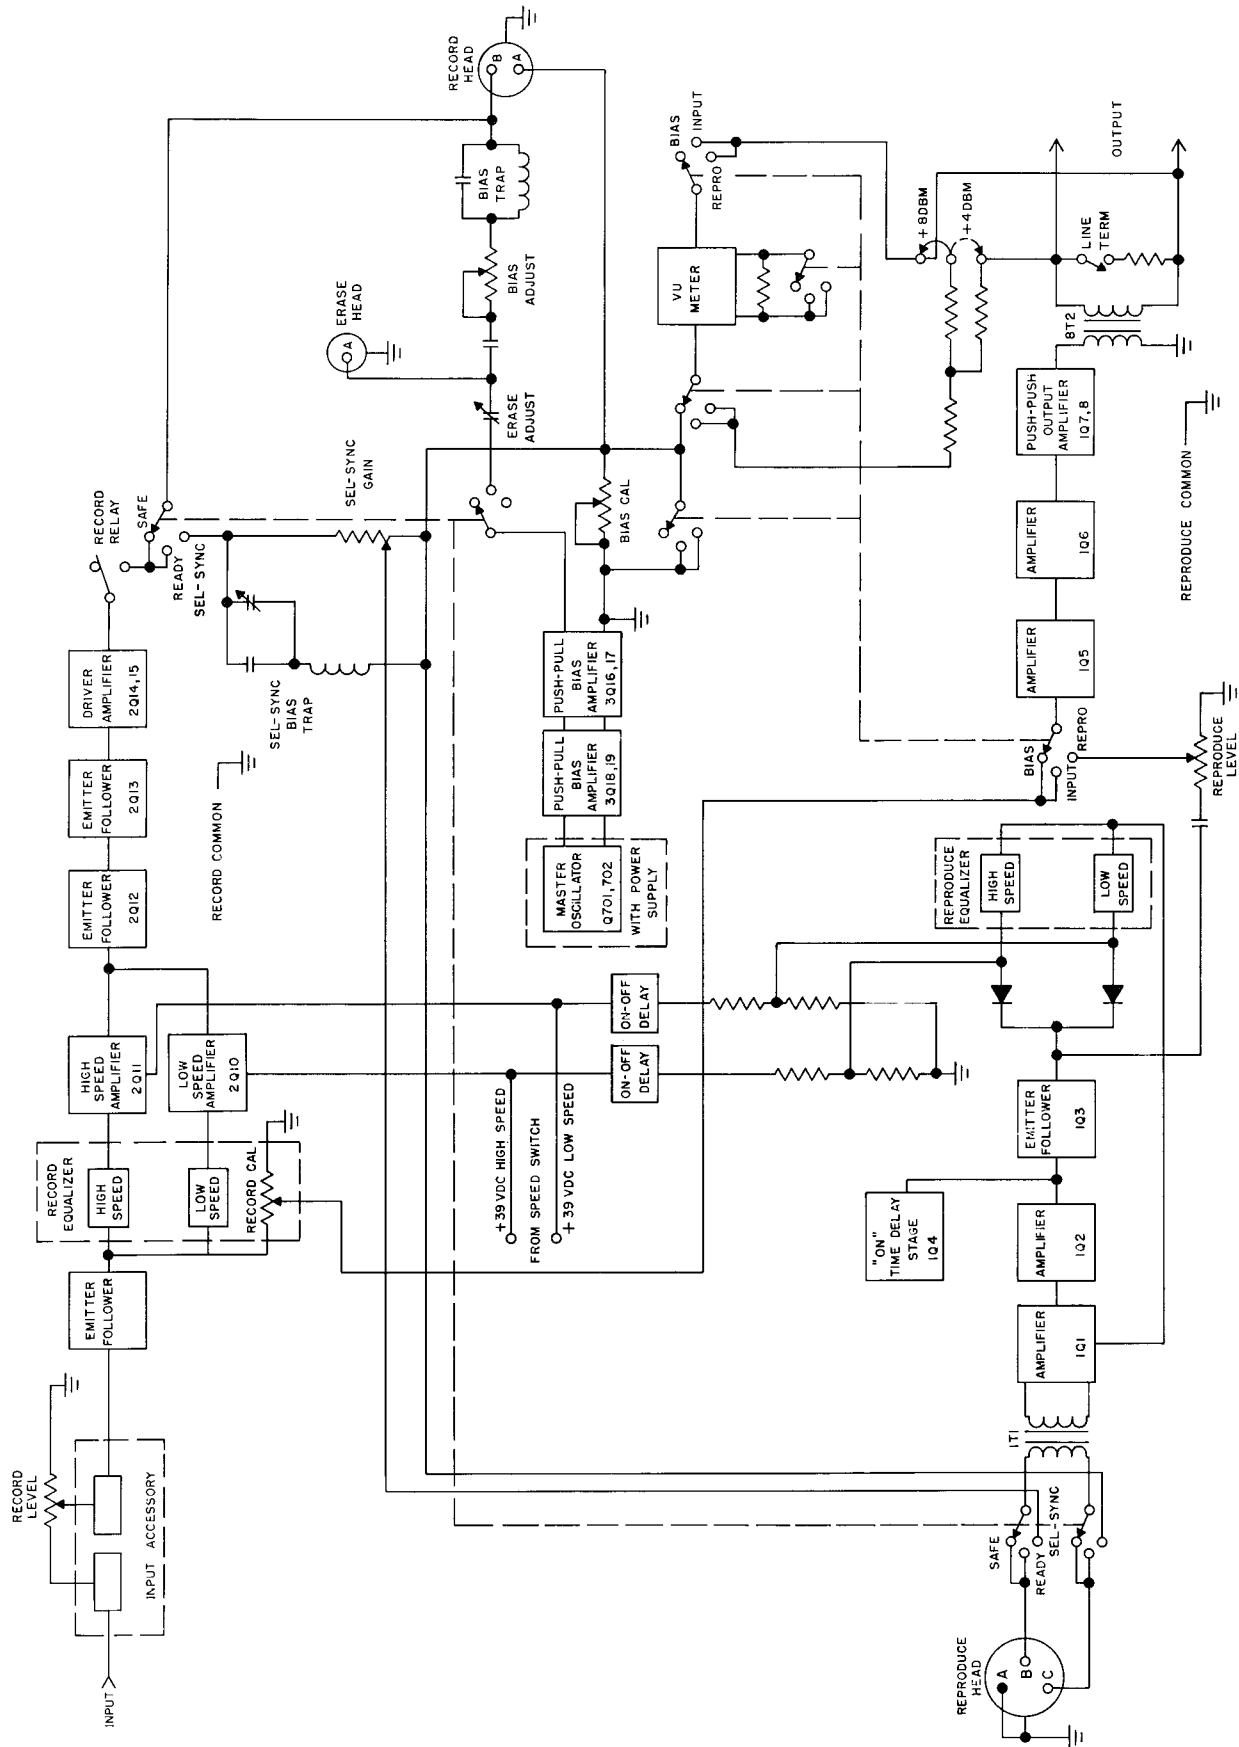 INPUT
RECORD
LEVEL
INPUT ACCESSORY
EMITTER
FOLLOWER
RECORD
EQUALIZER
HIGH
SPEED
LOW
SPEED
RECORD CAL
HIGH
SPEED
AMPLIFIER
2Q11
LOW
SPEED
AMPLIFIER
2Q10
EMITTER
FOLLOWER
2Q12
EMITTER
FOLLOWER
2Q13
DRIVER
AMPLIFIER
2Q14,15
RECORD COMMON
RECORD
RELAY
SAFE
READY
SEL-SYNC
SEL-SYNC
BIAS
TRAP
SEL-SYNC
GAIN
ERASE
HEAD
A
ERASE
ADJUST
BIAS
ADJUST
BIAS
TRAP
RECORD
HEAD
B
A
+39VDC HIGH SPEED
FROM SPEED SWITCH
+39VDC LOW SPEED
ON-OFF
DELAY
ON-OFF
DELAY
MASTER
OSCILLATOR
Q701,702
WITH POWER
SUPPLY
PUSH-PULL
BIAS
AMPLIFIER
3Q18,19
PUSH-PULL
BIAS
AMPLIFIER
3Q16,17
BIAS CAL
VU
METER
BIAS
INPUT
REPRO
+8DBM
+4DBM
REPRODUCE
HEAD
A
B
C
SAFE
READY
SEL-SYNC
1T1
AMPLIFIER
1Q1
AMPLIFIER
1Q2
"ON"
TIME DELAY
STAGE
1Q4
EMITTER
FOLLOWER
1Q3
REPRODUCE
EQUALIZER
HIGH
SPEED
LOW
SPEED
BIAS
INPUT
REPRO
REPRODUCE
LEVEL
AMPLIFIER
1Q5
AMPLIFIER
1Q6
PUSH-PUSH
OUTPUT
AMPLIFIER
1Q7,8
8T2
LINE
TERM
OUTPUT
REPRODUCE COMMON